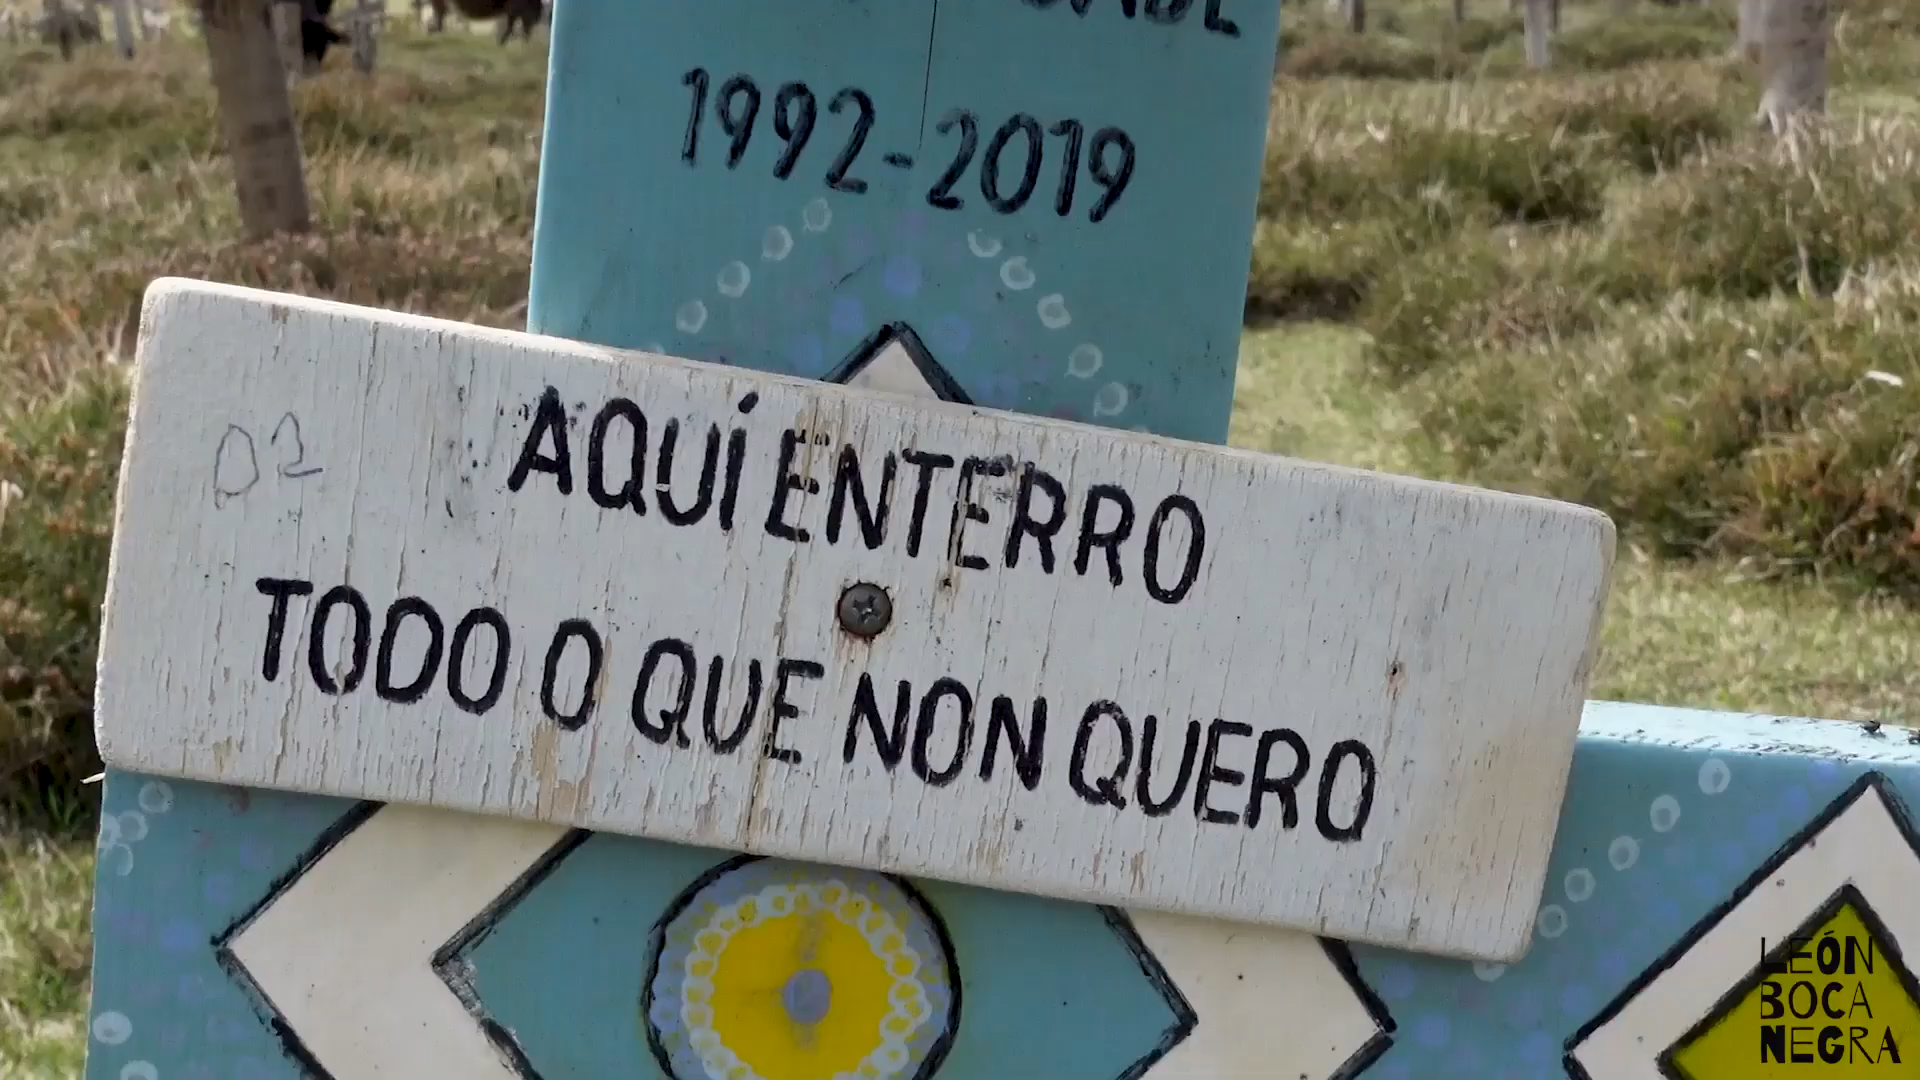 1992-2019
AQUÍ ENTERRO
TODO O QUE NON QUERO
LEÓN
BOCA
NEGRA